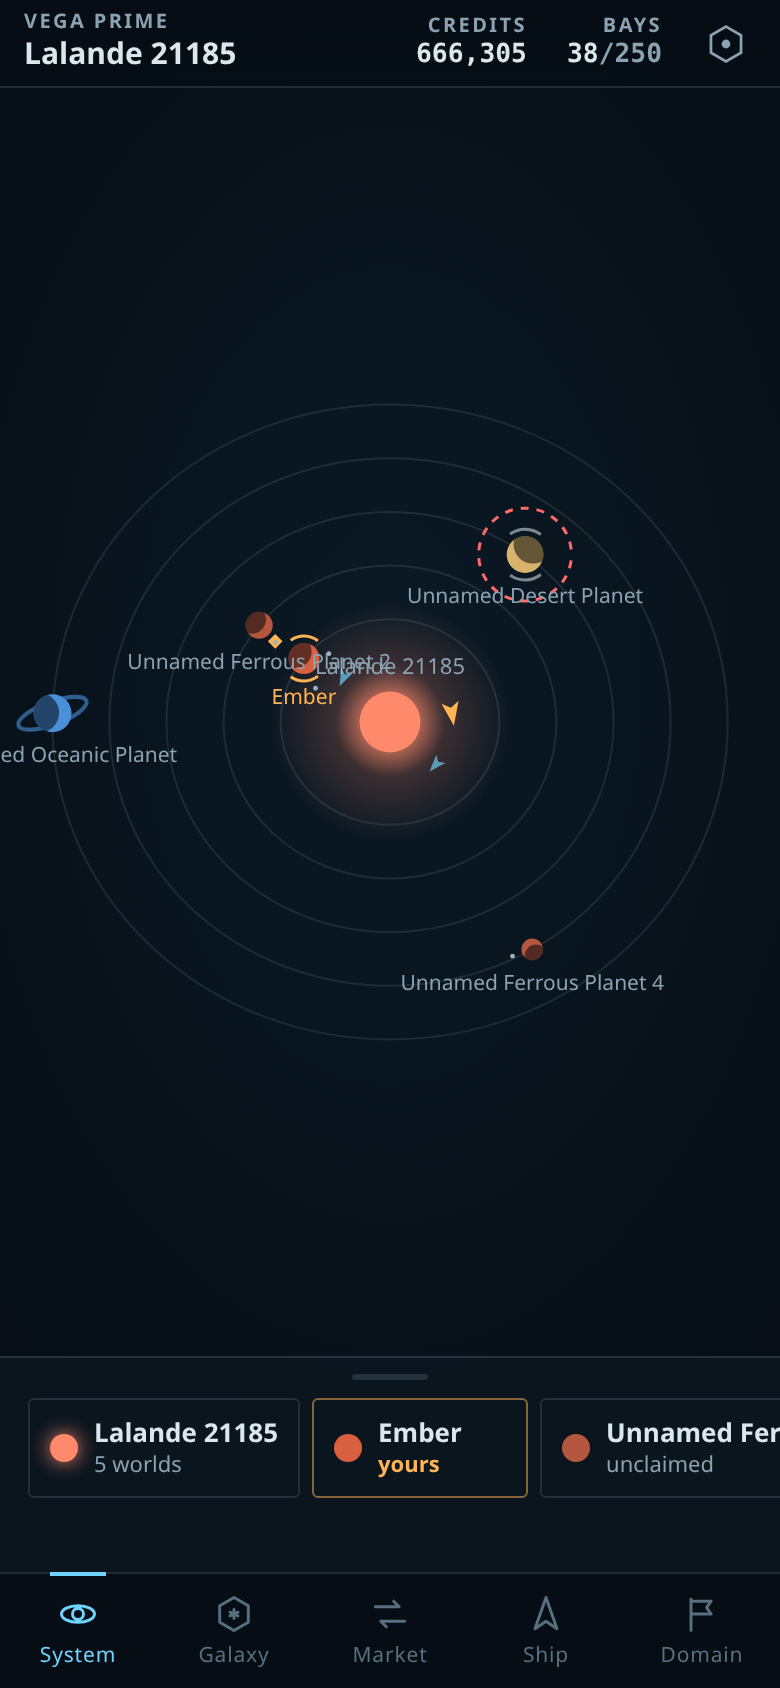 VEGA PRIME
Lalande 21185
CREDITS
666,305
BAYS
38/250
Unnamed Desert Planet
Unnamed Ferrous Planet 2
Lalande 21185
Ember
ed Oceanic Planet
Unnamed Ferrous Planet 4
Lalande 21185
5 worlds
Ember
yours
Unnamed Fer
unclaimed
System
Galaxy
Market
Ship
Domain